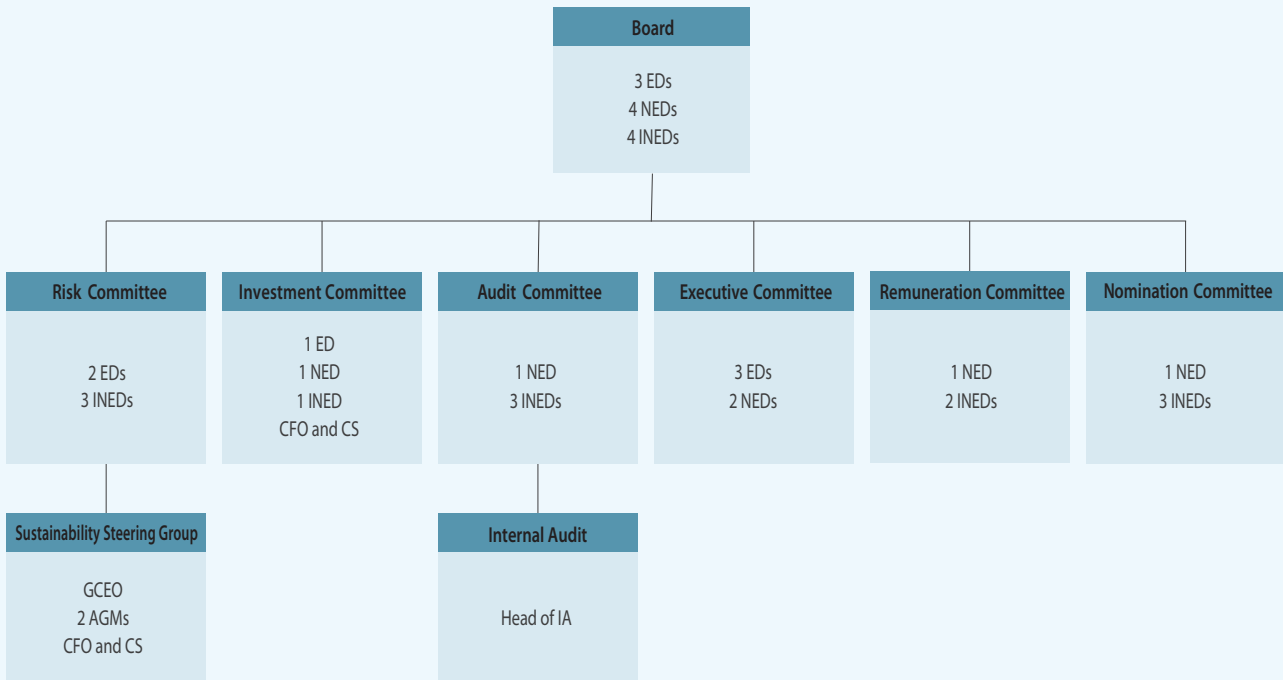 Board
3 EDs
4 NEDs
4 INEDs
Risk Committee
2 EDs
3 INEDs
Investment Committee
1 ED
1 NED
1 INED
CFO and CS
Audit Committee
1 NED
3 INEDs
Executive Committee
3 EDs
2 NEDs
Remuneration Committee
1 NED
2 INEDs
Nomination Committee
1 NED
3 INEDs
Sustainability Steering Group
GCEO
2 AGMs
CFO and CS
Internal Audit
Head of IA